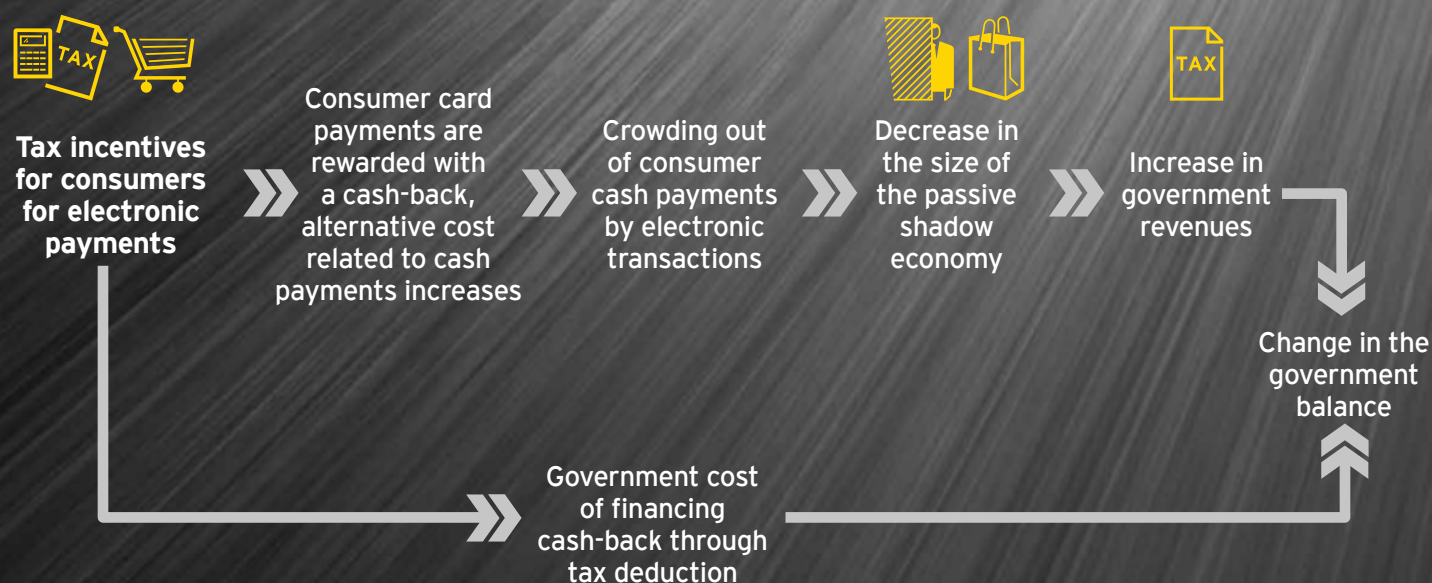 TAX
TAX
Tax incentives
for consumers
for electronic
payments
Consumer card
payments are
rewarded with
a cash-back,
alternative cost
related to cash
payments increases
Crowding out
of consumer
cash payments
by electronic
transactions
Decrease in
the size of
the passive
shadow
economy
Increase in
government
revenues
Change in the
government
balance
Government cost
of financing
cash-back through
tax deduction